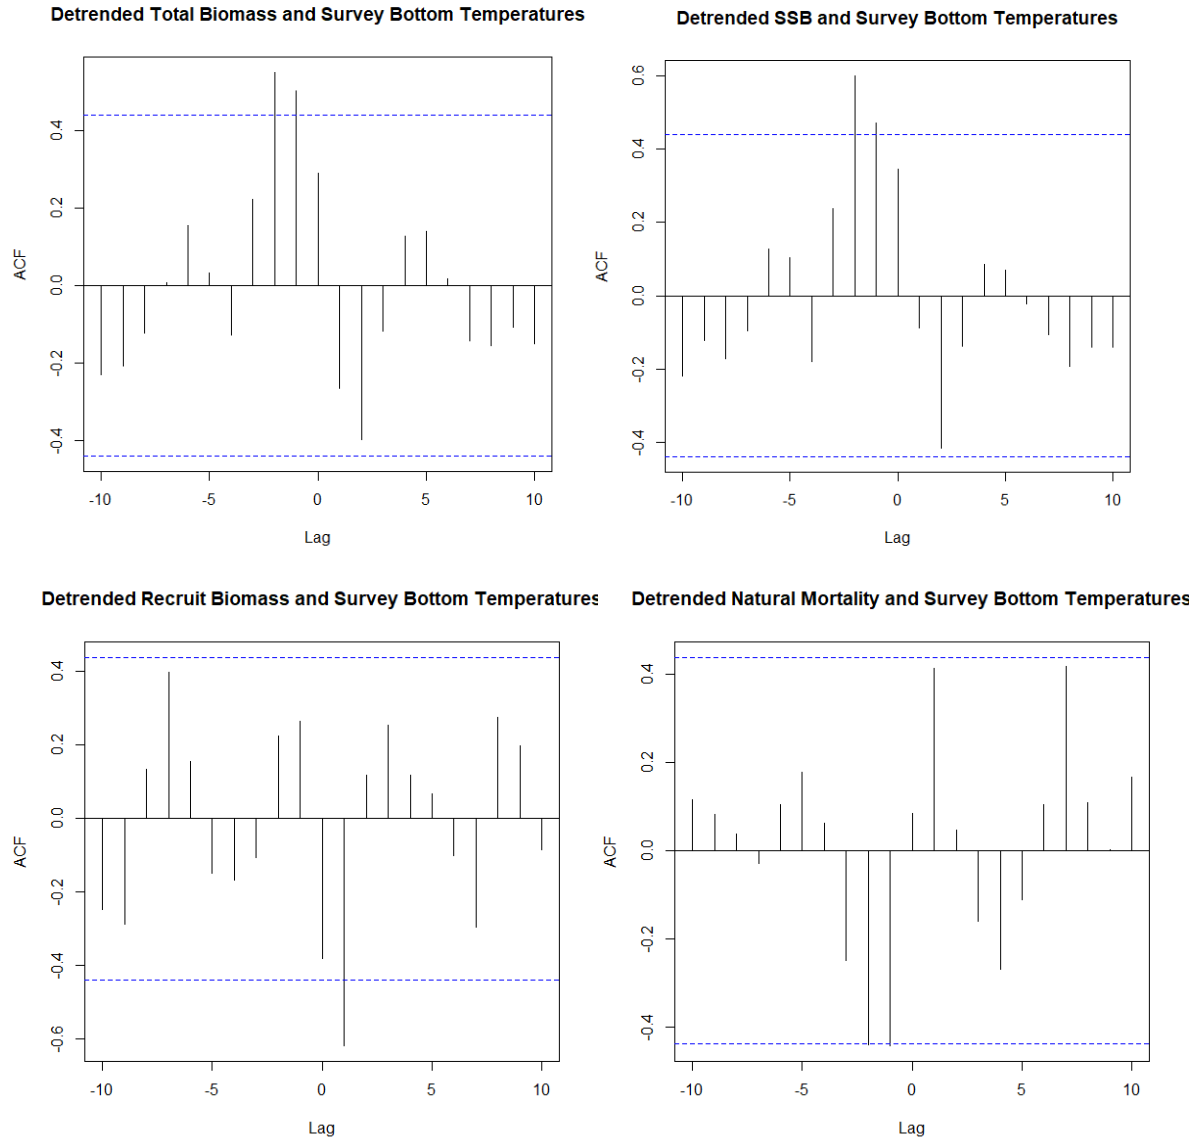 Detrended Total Biomass and Survey Bottom Temperatures
ACF
0.4
0.2
0.0
-0.2
-0.4
-10 -5 0 5 10
Lag
Detrended SSB and Survey Bottom Temperatures
ACF
0.6
0.4
0.2
0.0
-0.2
-0.4
-10 -5 0 5 10
Lag
Detrended Recruit Biomass and Survey Bottom Temperatures
ACF
0.4
0.2
0.0
-0.2
-0.4
-0.6
-10 -5 0 5 10
Lag
Detrended Natural Mortality and Survey Bottom Temperatures
ACF
0.4
0.2
0.0
-0.2
-0.4
-10 -5 0 5 10
Lag